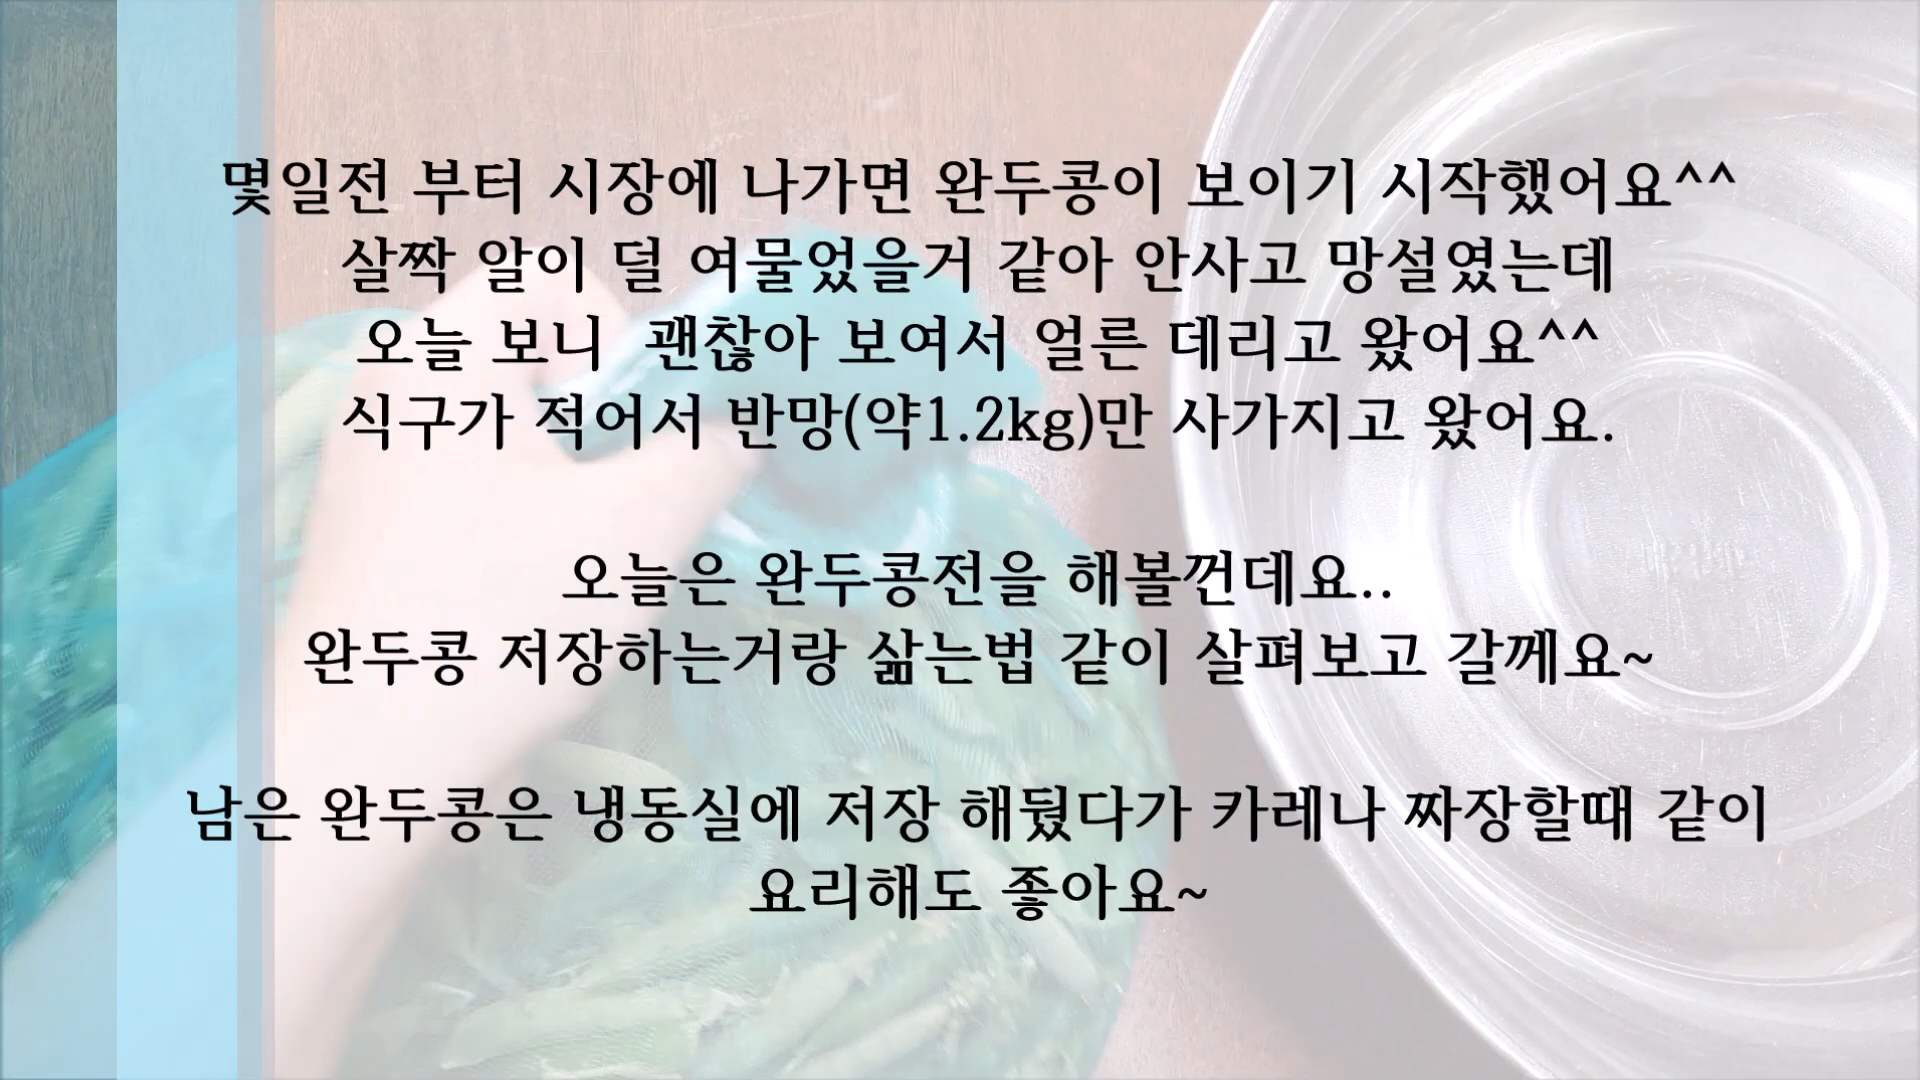 몇일전 부터 시장에 나가면 완두콩이 보이기 시작했어요^^
살짝 알이 덜 여물었을거 같아 안사고 망설였는데
오늘 보니  괜찮아 보여서 얼른 데리고 왔어요^^
식구가 적어서 반망(약1.2kg)만 사가지고 왔어요.
오늘은 완두콩전을 해볼껀데요..
완두콩 저장하는거랑 삶는법 같이 살펴보고 갈께요~
남은 완두콩은 냉동실에 저장 해뒀다가 카레나 짜장할때 같이
요리해도 좋아요~